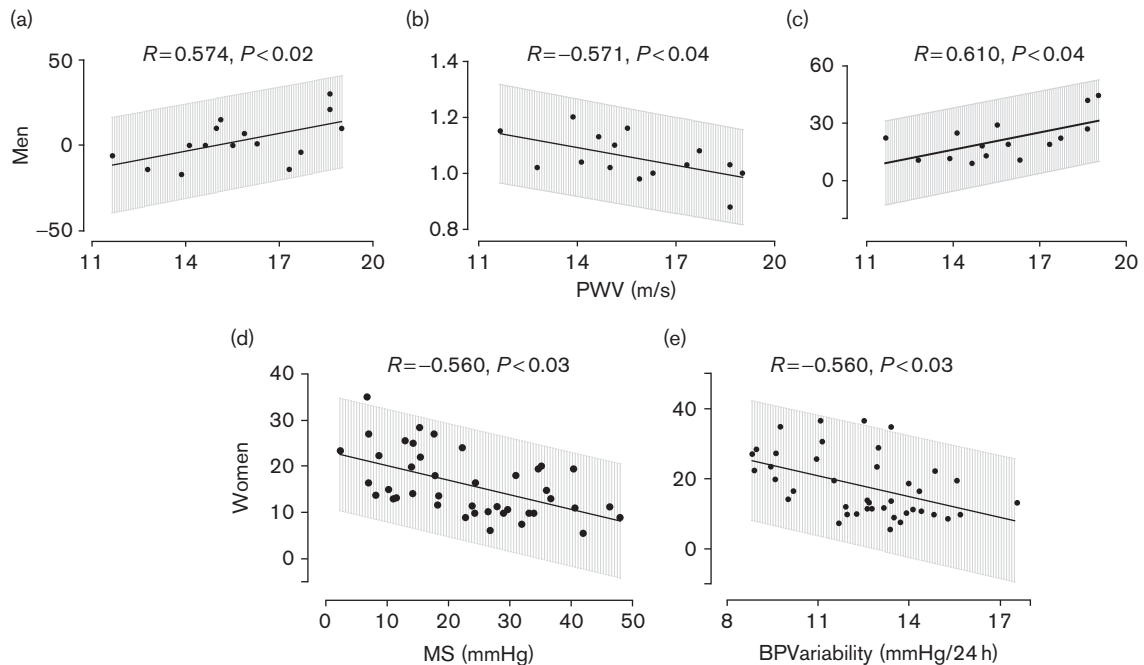 (a)
(b)
(c)
R=0.574, P<0.02
R=−0.571, P<0.04
R=0.610, P<0.04
Men
50
0
−50
11 14 17 20
1.4
1.2
1.0
0.8
11 14 17 20
60
30
0
11 14 17 20
PWV (m/s)
(d)
(e)
R=−0.560, P<0.03
R=−0.560, P<0.03
Women
40
30
20
10
0
0 10 20 30 40 50
MS (mmHg)
40
20
0
8 11 14 17
BPVariability (mmHg/24 h)